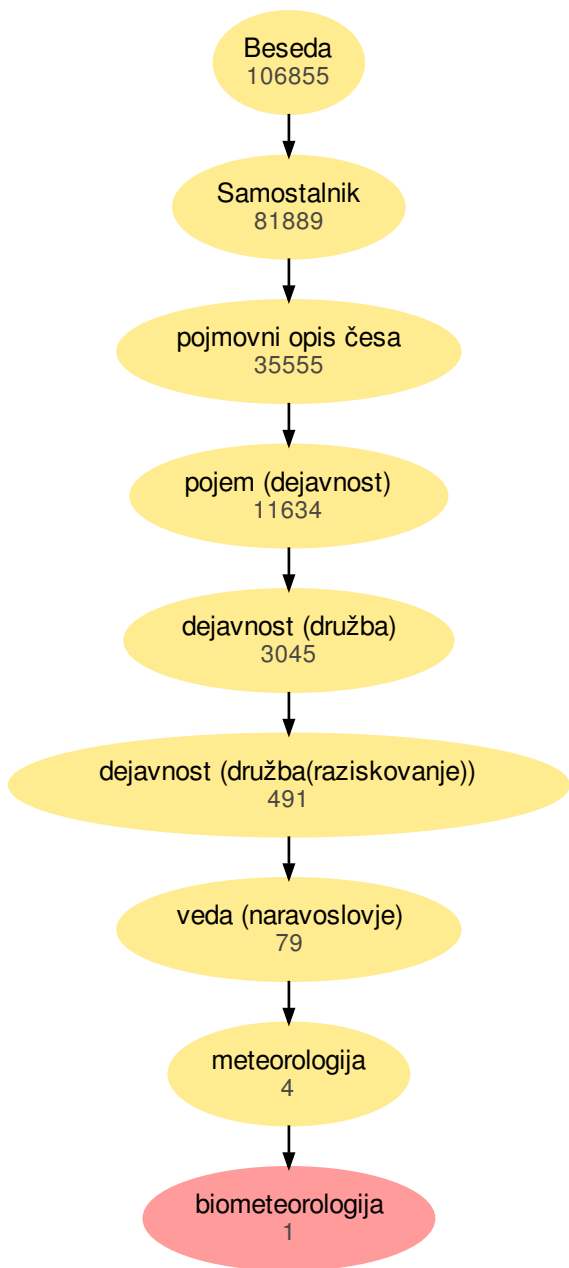 Beseda
106855
Samostalnik
81889
pojmovni opis česa
35555
pojem (dejavnost)
11634
dejavnost (družba)
3045
dejavnost (družba(raziskovanje))
491
veda (naravoslovje)
79
meteorologija
4
biometeorologija
1